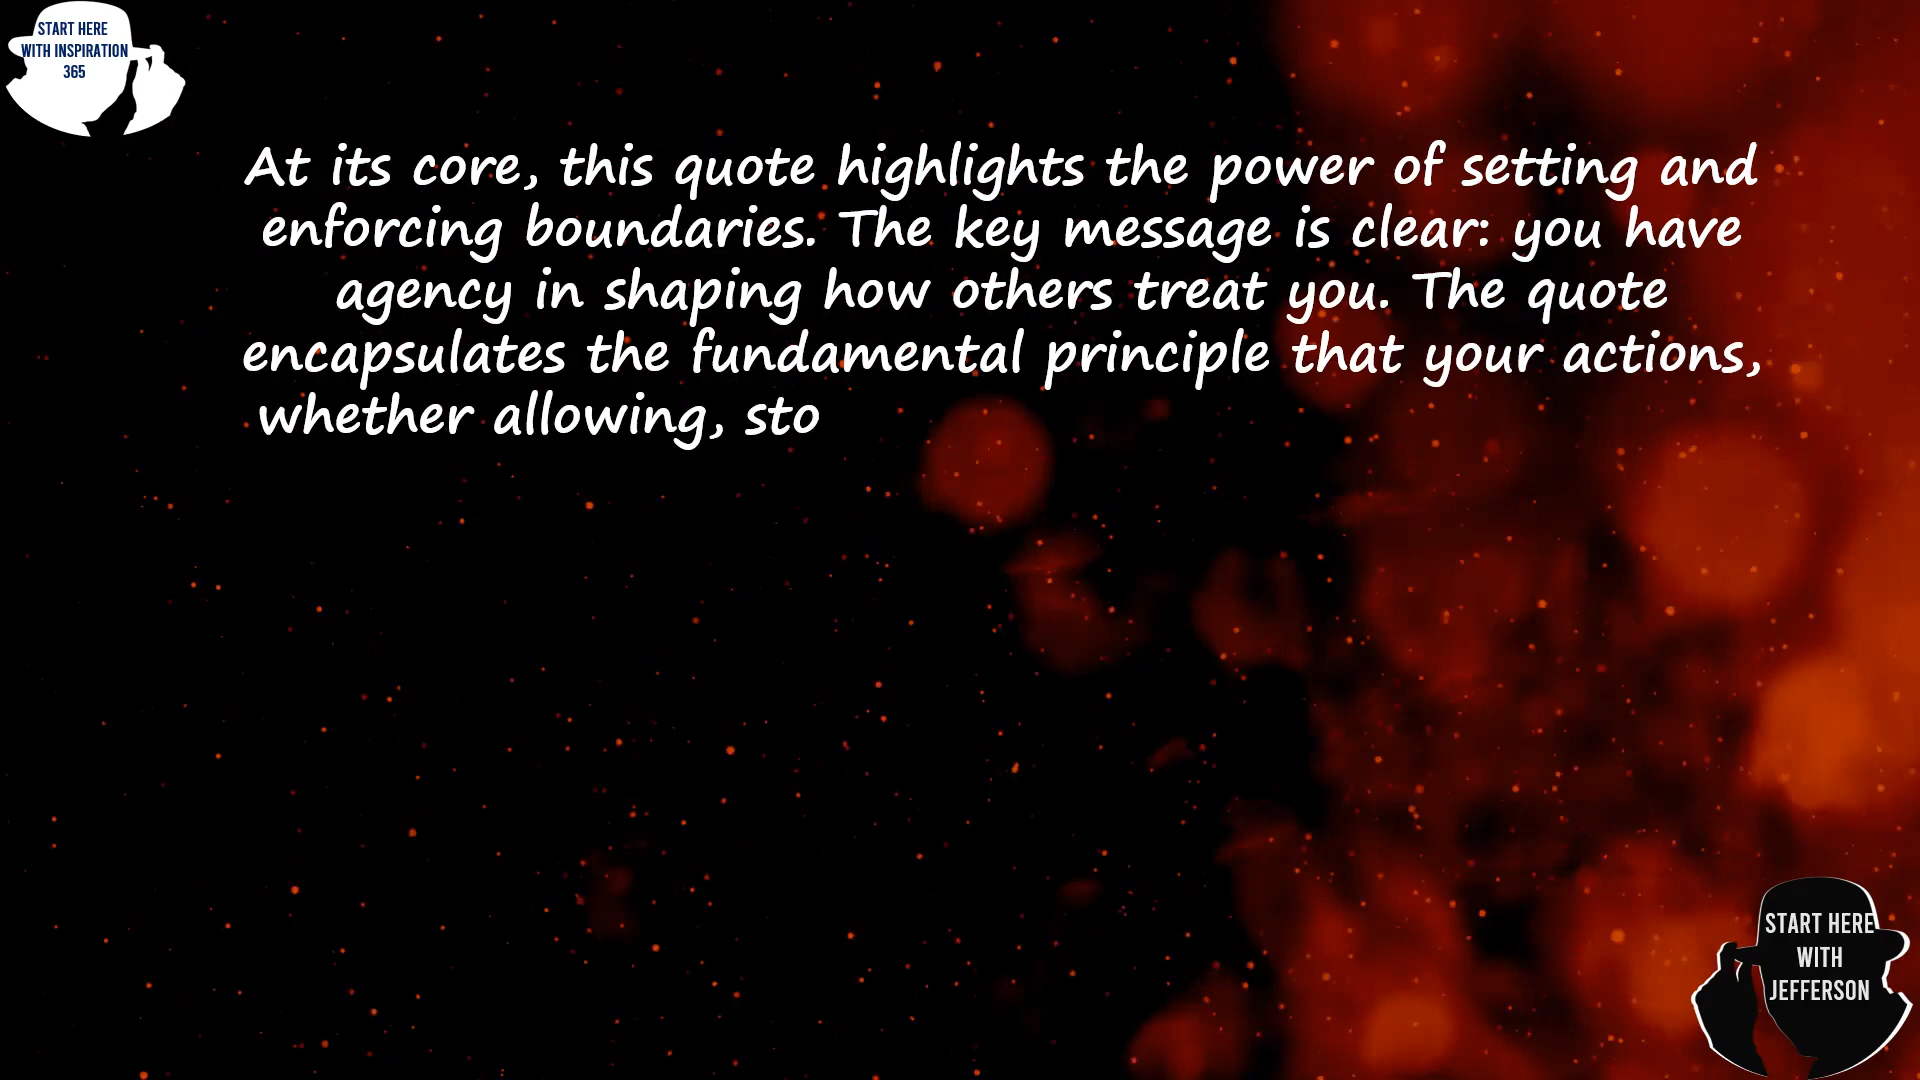 START HERE
WITH INSPIRATION
365
At its core, this quote highlights the power of setting and
enforcing boundaries. The key message is clear: you have
agency in shaping how others treat you. The quote
encapsulates the fundamental principle that your actions,
whether allowing, sto
START HERE
WITH
JEFFERSON